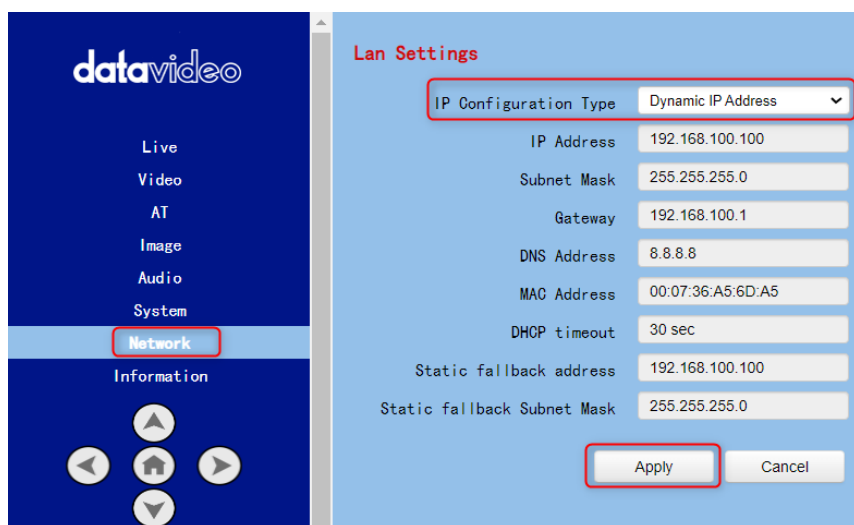 datavideo
Live
Video
AT
Image
Audio
System
Network
Information
Lan Settings
IP Configuration Type Dynamic IP Address
IP Address 192.168.100.100
Subnet Mask 255.255.255.0
Gateway 192.168.100.1
DNS Address 8.8.8.8
MAC Address 00:07:36:A5:6D:A5
DHCP timeout 30 sec
Static fallback address 192.168.100.100
Static fallback Subnet Mask 255.255.255.0
Apply Cancel